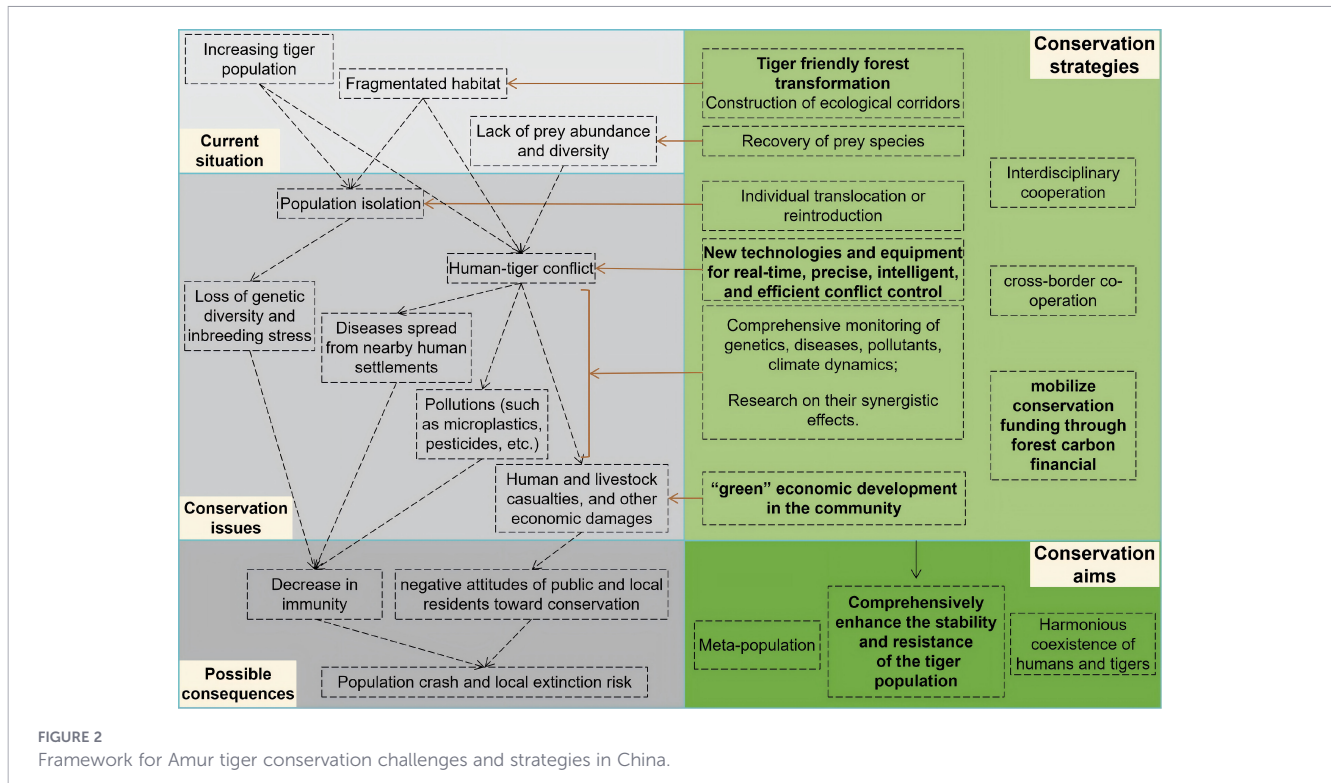 Increasing tiger
population
Fragmentated habitat
Lack of prey abundance
and diversity
Current
situation
Population isolation
Human-tiger conflict
Loss of genetic
diversity and
inbreeding stress
Diseases spread
from nearby human
settlements
Pollutions (such
as microplastics,
pesticides, etc.)
Human and livestock
casualties, and other
economic damages
Conservation
issues
Decrease in
immunity
negative attitudes of public and local
residents toward conservation
Population crash and local extinction risk
Possible
consequences
Conservation
strategies
Tiger friendly forest
transformation
Construction of ecological corridors
Recovery of prey species
Individual translocation or
reintroduction
New technologies and equipment
for real-time, precise, intelligent,
and efficient conflict control
Comprehensive monitoring of
genetics, diseases, pollutants,
climate dynamics;
Research on their synergistic
effects.
“green” economic development
in the community
Interdisciplinary
cooperation
cross-border co-
operation
mobilize
conservation
funding through
forest carbon
financial
Conservation
aims
Meta-population
Comprehensively
enhance the stability
and resistance
of the tiger
population
Harmonious
coexistence of
humans and tigers
FIGURE 2
Framework for Amur tiger conservation challenges and strategies in China.